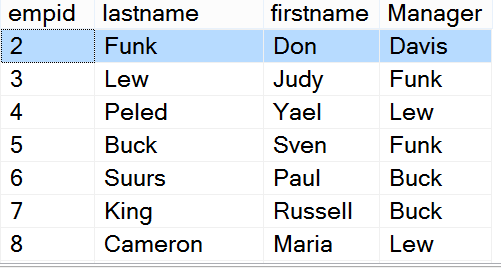 empid lastname firstname Manager
2 Funk Don Davis
3 Lew Judy Funk
4 Peled Yael Lew
5 Buck Sven Funk
6 Suurs Paul Buck
7 King Russell Buck
8 Cameron Maria Lew